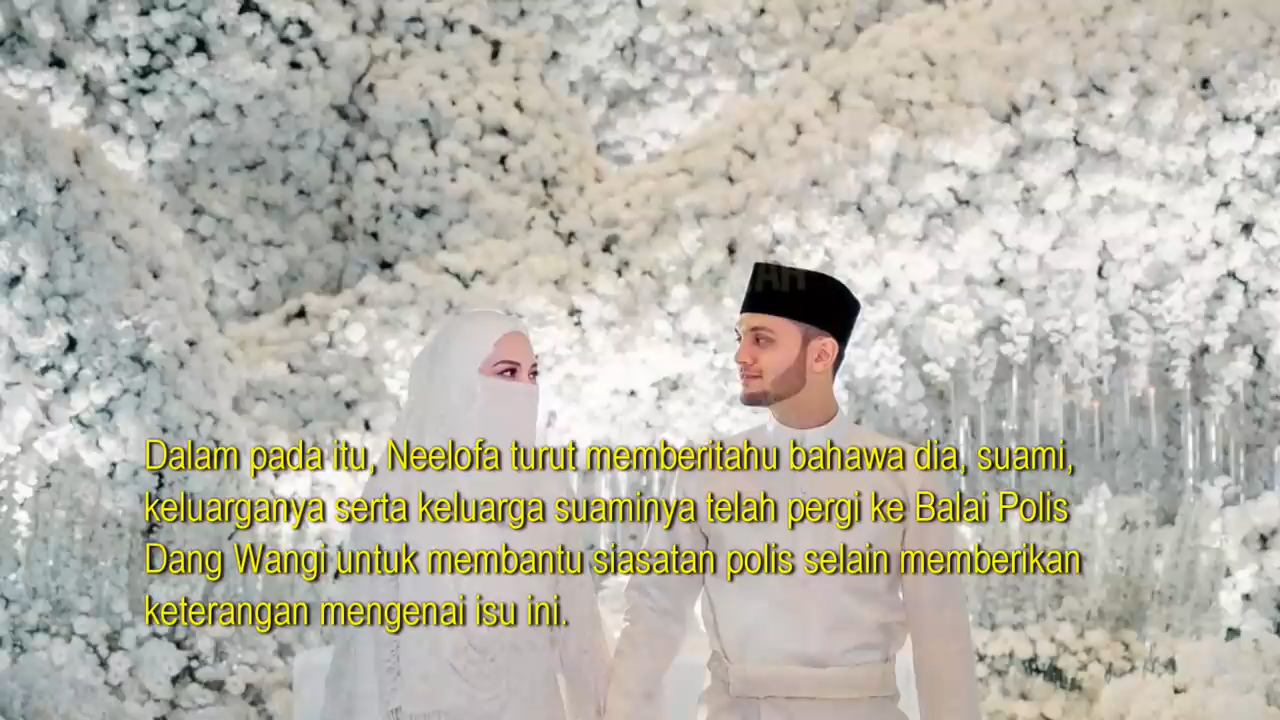 Dalam pada itu, Neelofa turut memberitahu bahawa dia, suami,
keluarganya serta keluarga suaminya telah pergi ke Balai Polis
Dang Wangi untuk membantu siasatan polis selain memberikan
keterangan mengenai isu ini.